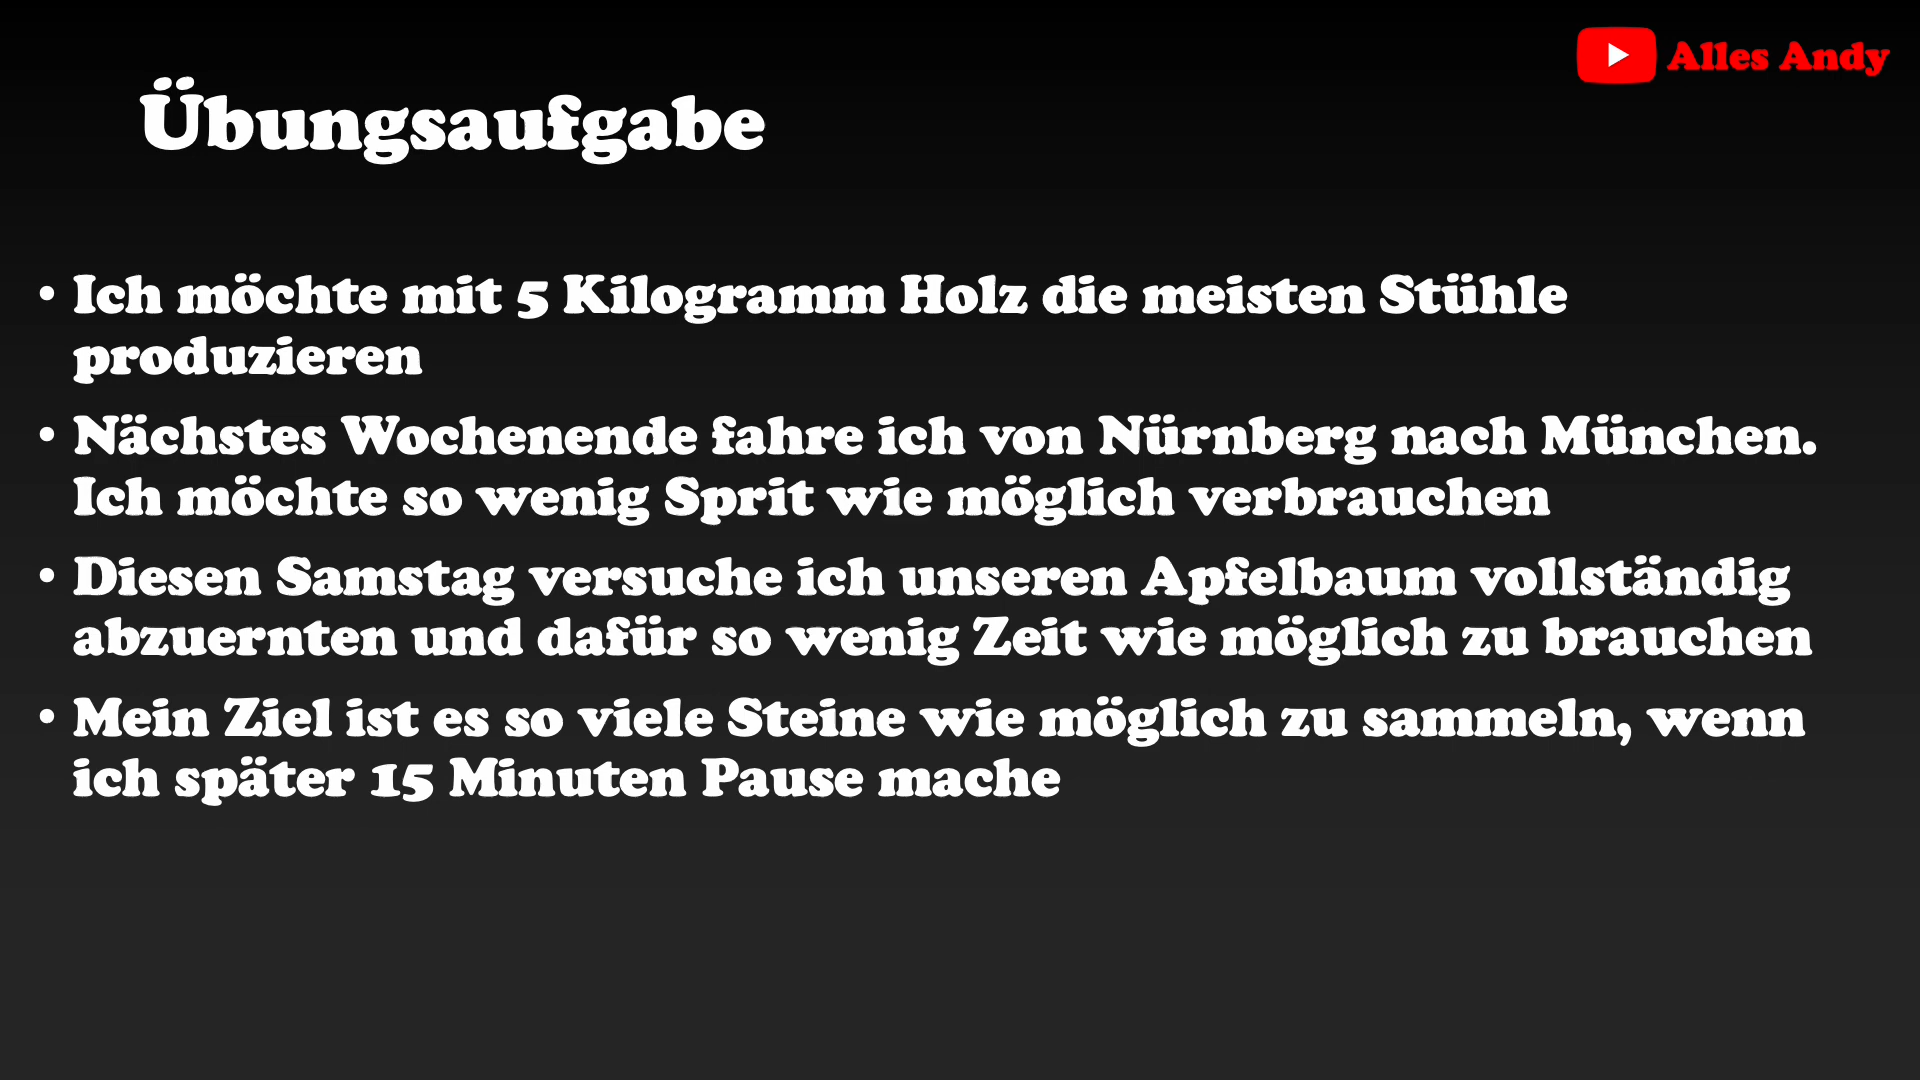 Alles Andy
Übungsaufgabe
• Ich möchte mit 5 Kilogramm Holz die meisten Stühle
produzieren
• Nächstes Wochenende fahre ich von Nürnberg nach München.
Ich möchte so wenig Sprit wie möglich verbrauchen
• Diesen Samstag versuche ich unseren Apfelbaum vollständig
abzuernten und dafür so wenig Zeit wie möglich zu brauchen
• Mein Ziel ist es so viele Steine wie möglich zu sammeln, wenn
ich später 15 Minuten Pause mache